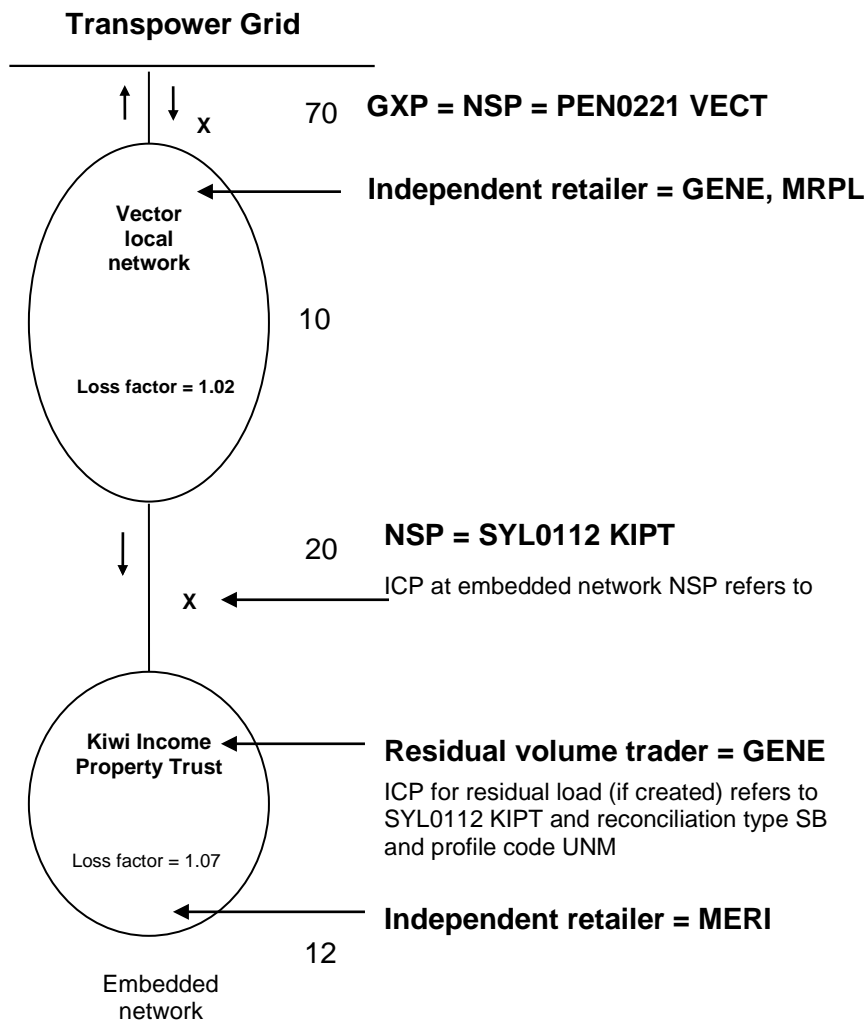 Transpower Grid
X
70
GXP = NSP = PEN0221 VECT
Independent retailer = GENE, MRPL
Vector
local
network
10
Loss factor = 1.02
20
NSP = SYL0112 KIPT
X
ICP at embedded network NSP refers to
Kiwi Income
Property Trust
Residual volume trader = GENE
ICP for residual load (if created) refers to
SYL0112 KIPT and reconciliation type SB
and profile code UNM
Loss factor = 1.07
Independent retailer = MERI
12
Embedded
network